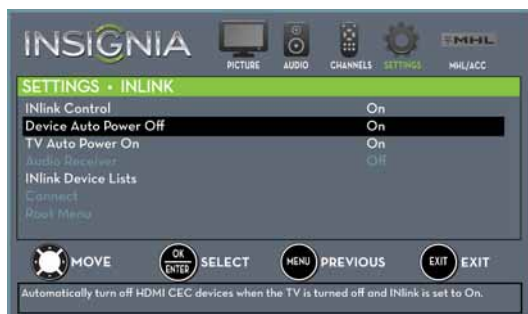 INSIGNIA
PICTURE AUDIO CHANNELS SETTINGS MHL MHL/ACC
SETTINGS • INLINK
INlink Control On
Device Auto Power Off On
TV Auto Power On On
Audio Receiver Off
INlink Device Lists
Connect
Root Menu
MOVE OK ENTER SELECT MENU PREVIOUS EXIT EXIT
Automatically turn off HDMI CEC devices when the TV is turned off and INlink is set to On.